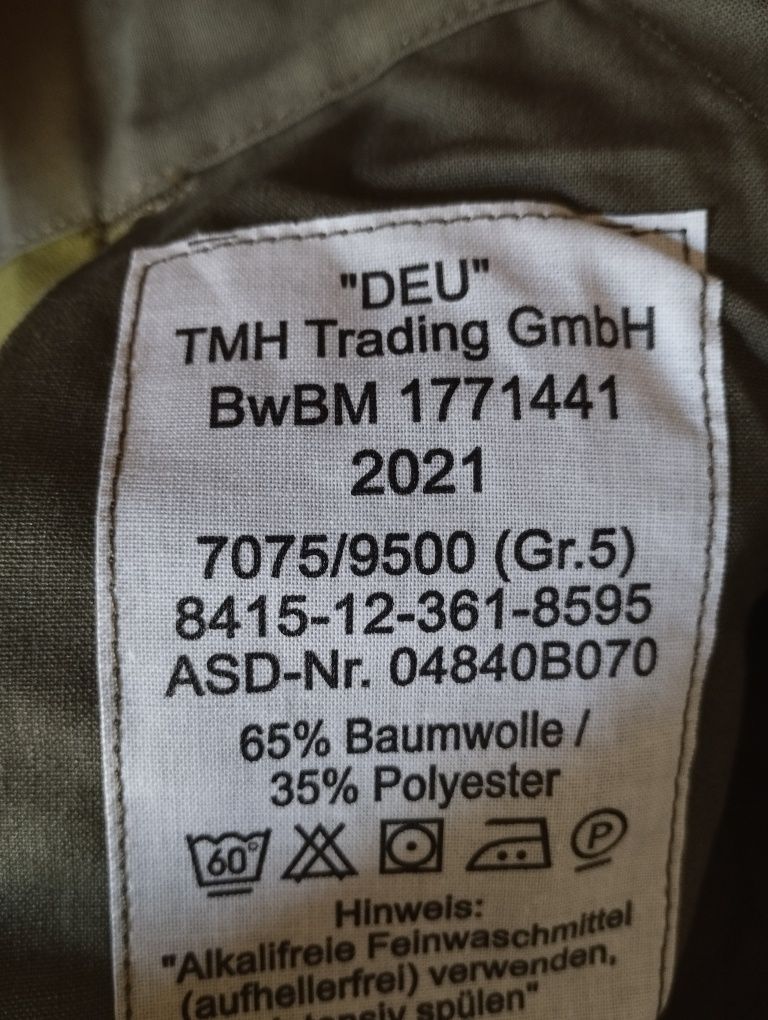 "DEU"
TMH Trading GmbH
BwBM 1771441
2021
7075/9500 (Gr.5)
8415-12-361-8595
ASD-Nr. 04840B070
65% Baumwolle /
35% Polyester
60° P
Hinweis:
"Alkalifreie Feinwaschmittel
(aufhellerfrei) verwenden,
spülen"